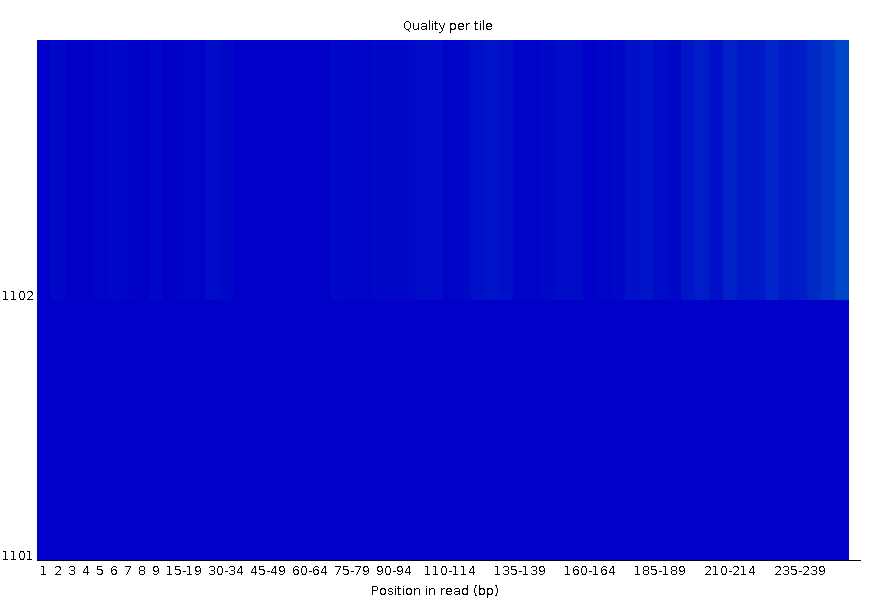 Quality per tile
1102
1101
1 2 3 4 5 6 7 8 9 15-19 30-34 45-49 60-64 75-79 90-94 110-114 135-139 160-164 185-189 210-214 235-239
Position in read (bp)